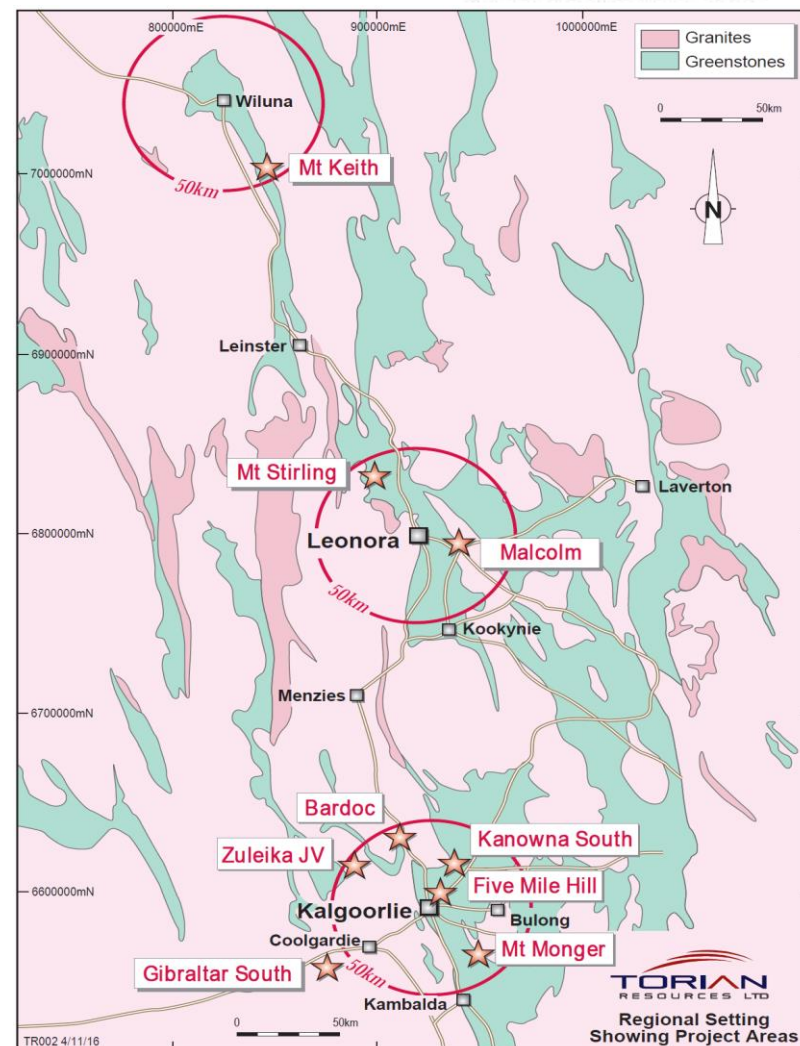 800000mE
900000mE
1000000mE
Granites
Greenstones
0
50km
Wiluna
Mt Keith
7000000mN
50km
N
Leinster
6900000mN
Mt Stirling
Laverton
6800000mN
Leonora
Malcolm
50km
Kookynie
Menzies
6700000mN
Bardoc
Zuleika JV
Kanowna South
Five Mile Hill
6600000mN
Kalgoorlie
Bulong
Coolgardie
Mt Monger
Gibraltar South
50km
Kambalda
TORIAN
RESOURCES LTD
Regional Setting
Showing Project Areas
0
50km
TR002 4/11/16